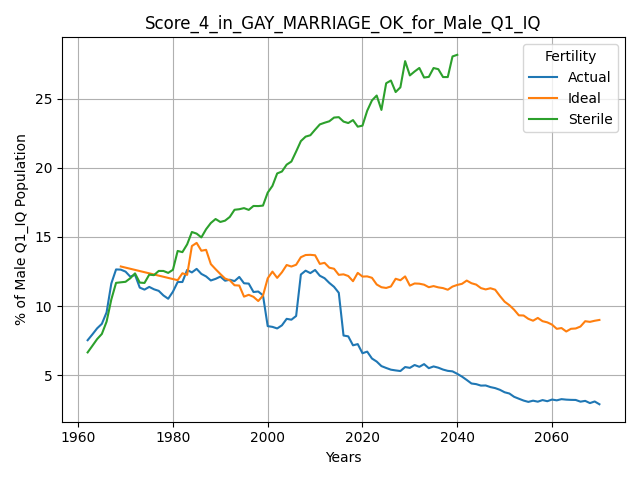 Score_4_in_GAY_MARRIAGE_OK_for_Male_Q1_IQ
% of Male Q1_IQ Population
25
20
15
10
5
1960 1980 2000 2020 2040 2060
Years
Fertility
Actual
Ideal
Sterile